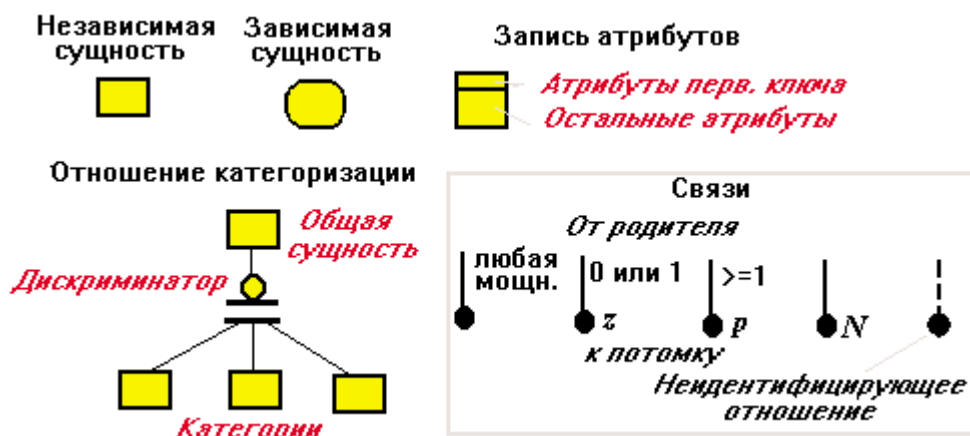 Независимая сущность
Зависимая сущность
Запись атрибутов
Атрибуты перв. ключа
Остальные атрибуты
Отношение категоризации
Общая сущность
Дискриминатор
Категории
Связи
От родителя
любая мощн.
0 или 1
>=1
z
p
N
к потомку
Неидентифицирующее отношение